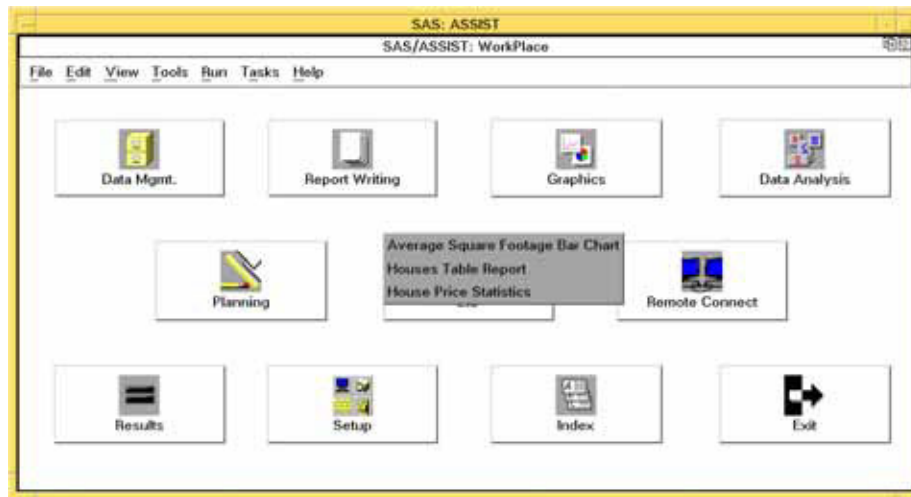 SAS: ASSIST
SAS/ASSIST: WorkPlace
File Edit View Tools Run Tasks Help
Data Mgmt.
Report Writing
Graphics
Data Analysis
Average Square Footage Bar Chart
Houses Table Report
House Price Statistics
Planning
Remote Connect
Results
Setup
Index
Exit